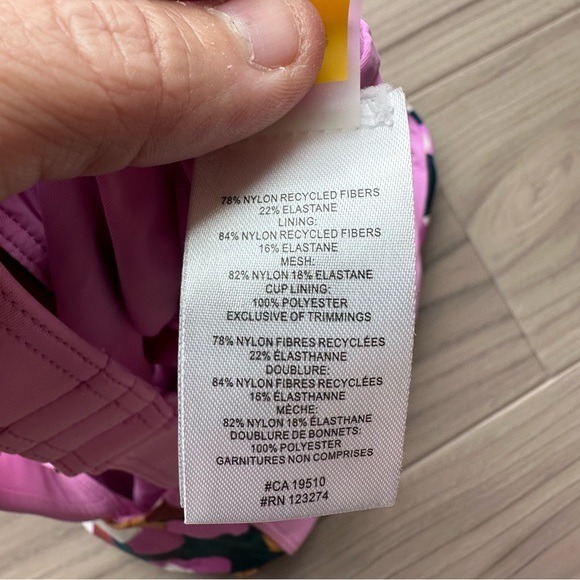 78% NYLON RECYCLED FIBERS
22% ELASTANE
LINING:
84% NYLON RECYCLED FIBERS
16% ELASTANE
MESH:
82% NYLON 18% ELASTANE
CUP LINING:
100% POLYESTER
EXCLUSIVE OF TRIMMINGS
78% NYLON FIBRES RECYCLÉES
22% ÉLASTHANNE
DOUBLURE:
84% NYLON FIBRES RECYCLÉES
16% ÉLASTHANNE
MÈCHE:
82% NYLON 18% ÉLASTHANE
DOUBLURE DE BONNETS:
100% POLYESTER
GARNITURES NON COMPRISES
#CA 19510
#RN 123274